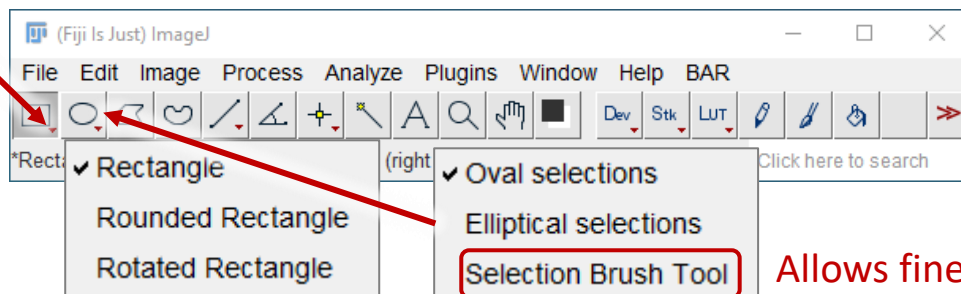 (Fiji Is Just) ImageJ
File Edit Image Process Analyze Plugins Window Help BAR
A Dev Stk LUT >>
*Recta (right Click here to search
✓ Rectangle
Rounded Rectangle
Rotated Rectangle
✓ Oval selections
Elliptical selections
Selection Brush Tool
Allows fine